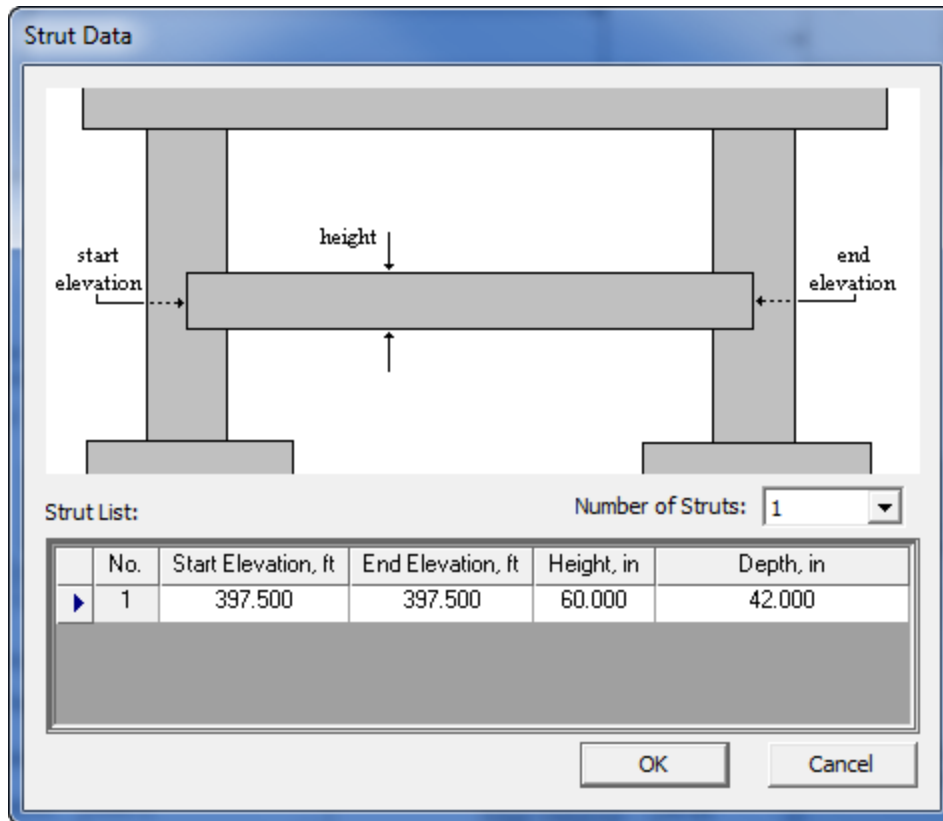 Strut Data
height
start
elevation
end
elevation
Strut List:
Number of Struts: 1
No. Start Elevation, ft End Elevation, ft Height, in Depth, in
1 397.500 397.500 60.000 42.000
OK Cancel